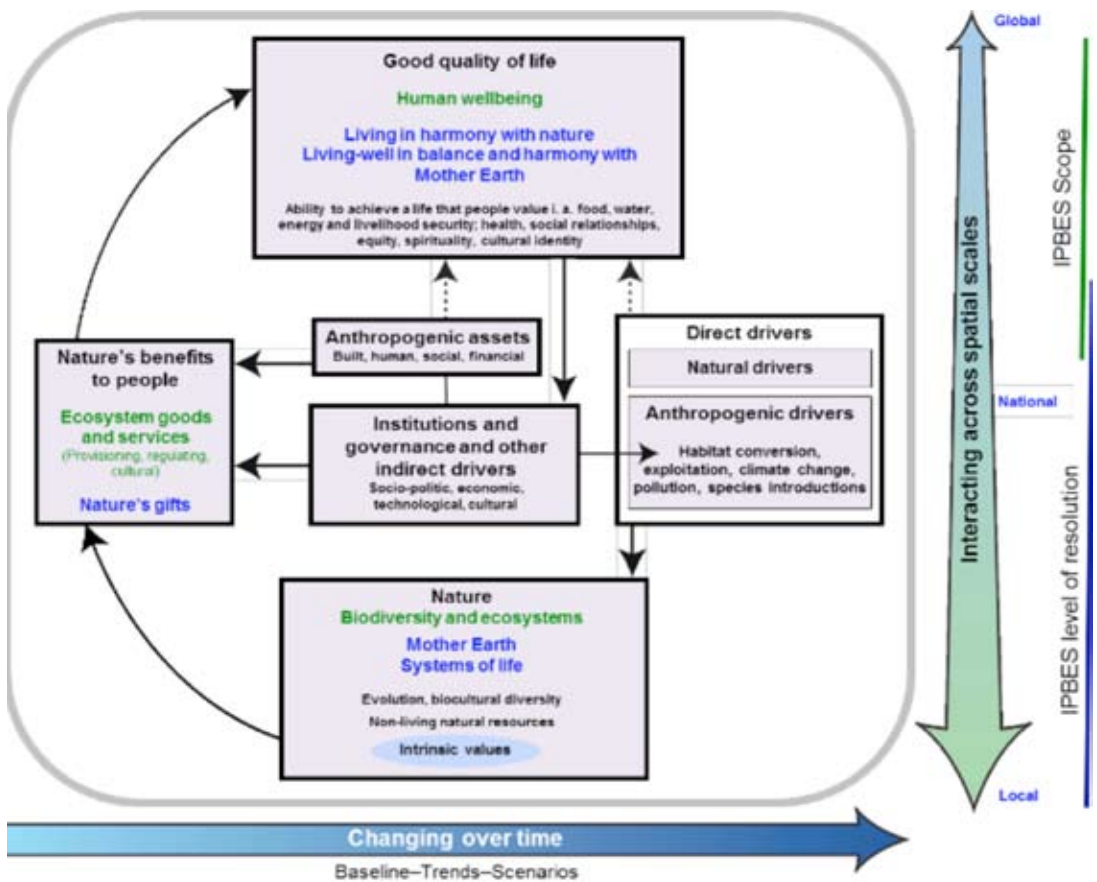 Good quality of life
Human wellbeing
Living in harmony with nature
Living-well in balance and harmony with
Mother Earth
Ability to achieve a life that people value i. a. food, water,
energy and livelihood security; health, social relationships,
equity, spirituality, cultural identity
Anthropogenic assets
Built, human, social, financial
Nature's benefits
to people
Ecosystem goods
and services
(Provisioning, regulating,
cultural)
Nature's gifts
Institutions and
governance and other
indirect drivers
Socio-politic, economic,
technological, cultural
Direct drivers
Natural drivers
Anthropogenic drivers
Habitat conversion,
exploitation, climate change,
pollution, species introductions
Nature
Biodiversity and ecosystems
Mother Earth
Systems of life
Evolution, biocultural diversity
Non-living natural resources
Intrinsic values
Changing over time
Baseline–Trends–Scenarios
Global
Interacting across spatial scales
National
Local
IPBES Scope
IPBES level of resolution